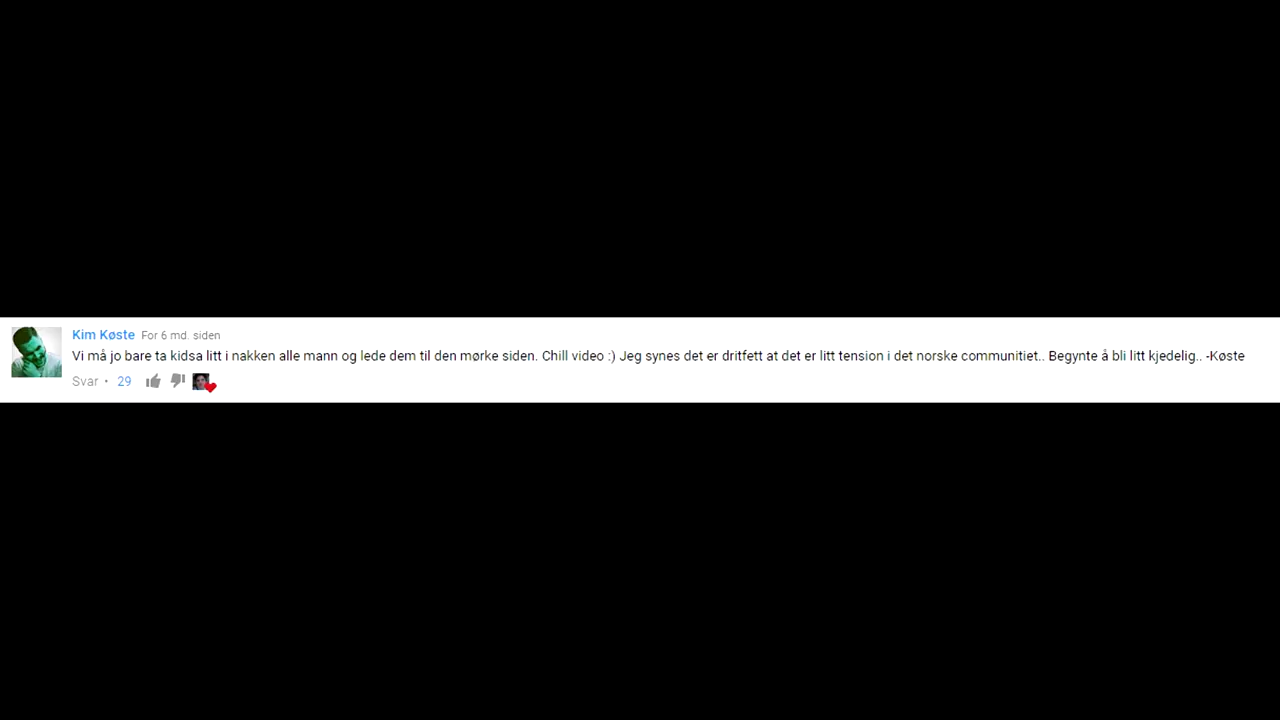 Kim Køste For 6 md. siden
Vi må jo bare ta kidsa litt i nakken alle mann og lede dem til den mørke siden. Chill video :) Jeg synes det er dritfett at det er litt tension i det norske communitiet.. Begynte å bli litt kjedelig.. -Køste
Svar • 29